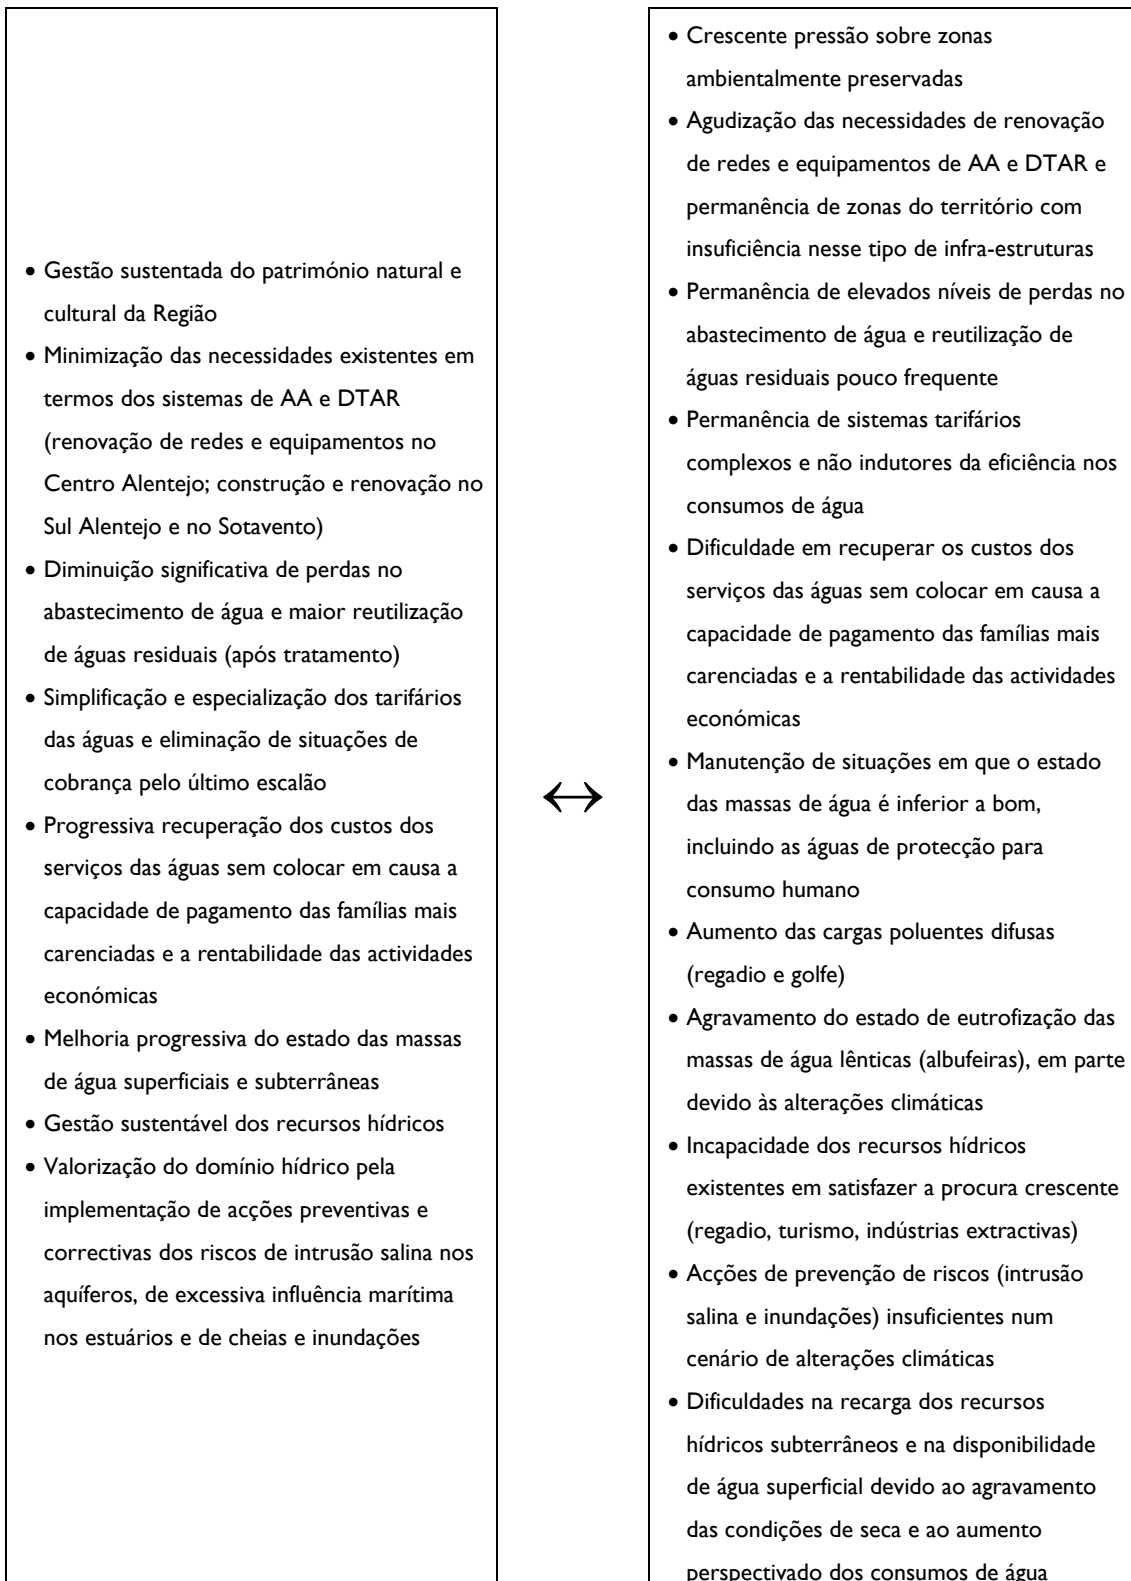 • Gestão sustentada do património natural e
cultural da Região
• Minimização das necessidades existentes em
termos dos sistemas de AA e DTAR
(renovação de redes e equipamentos no
Centro Alentejo; construção e renovação no
Sul Alentejo e no Sotavento)
• Diminuição significativa de perdas no
abastecimento de água e maior reutilização
de águas residuais (após tratamento)
• Simplificação e especialização dos tarifários
das águas e eliminação de situações de
cobrança pelo último escalão
• Progressiva recuperação dos custos dos
serviços das águas sem colocar em causa a
capacidade de pagamento das famílias mais
carenciadas e a rentabilidade das actividades
económicas
• Melhoria progressiva do estado das massas
de água superficiais e subterrâneas
• Gestão sustentável dos recursos hídricos
• Valorização do domínio hídrico pela
implementação de acções preventivas e
correctivas dos riscos de intrusão salina nos
aquíferos, de excessiva influência marítima
nos estuários e de cheias e inundações
↔
• Crescente pressão sobre zonas
ambientalmente preservadas
• Agudização das necessidades de renovação
de redes e equipamentos de AA e DTAR e
permanência de zonas do território com
insuficiência nesse tipo de infra-estruturas
• Permanência de elevados níveis de perdas no
abastecimento de água e reutilização de
águas residuais pouco frequente
• Permanência de sistemas tarifários
complexos e não indutores da eficiência nos
consumos de água
• Dificuldade em recuperar os custos dos
serviços das águas sem colocar em causa a
capacidade de pagamento das famílias mais
carenciadas e a rentabilidade das actividades
económicas
• Manutenção de situações em que o estado
das massas de água é inferior a bom,
incluindo as águas de protecção para
consumo humano
• Aumento das cargas poluentes difusas
(regadio e golfe)
• Agravamento do estado de eutrofização das
massas de água lênticas (albufeiras), em parte
devido às alterações climáticas
• Incapacidade dos recursos hídricos
existentes em satisfazer a procura crescente
(regadio, turismo, indústrias extractivas)
• Acções de prevenção de riscos (intrusão
salina e inundações) insuficientes num
cenário de alterações climáticas
• Dificuldades na recarga dos recursos
hídricos subterrâneos e na disponibilidade
de água superficial devido ao agravamento
das condições de seca e ao aumento
perspectivado dos consumos de água